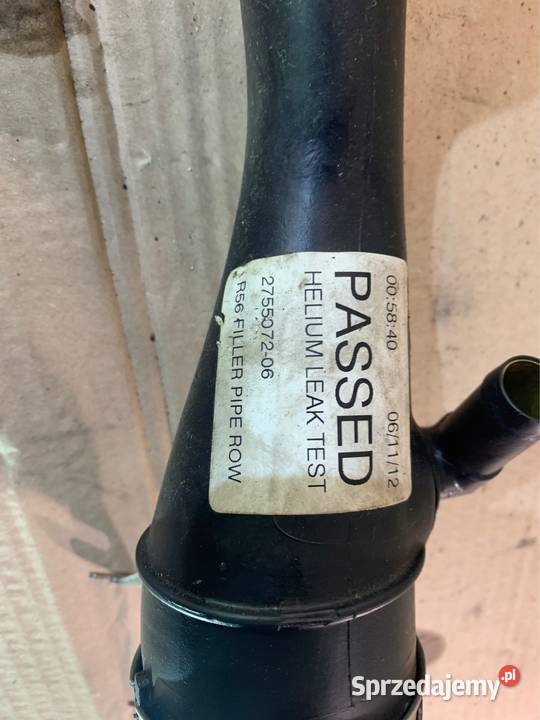 00:58:40 06/11/12
PASSED
HELIUM LEAK TEST
2755072-06
R56 FILLER PIPE ROW
Sprzedajemy.pl